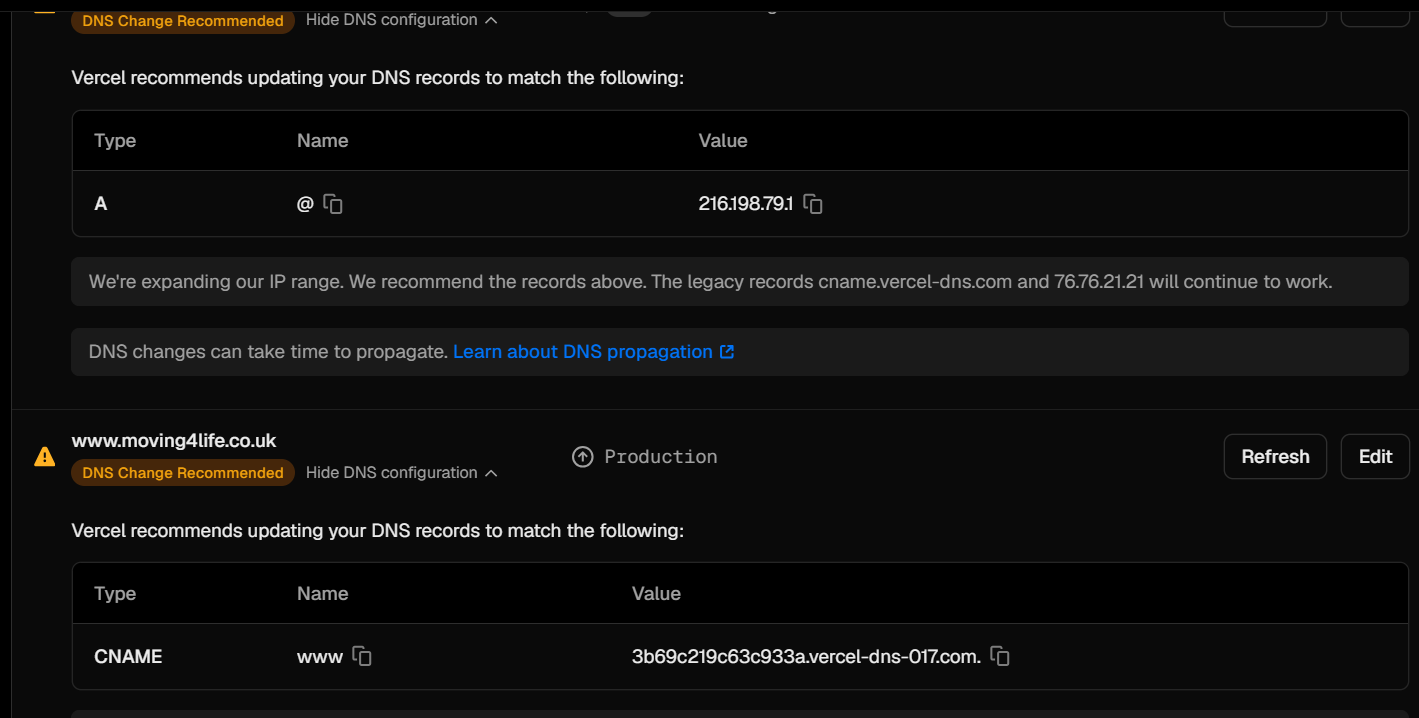 DNS Change Recommended Hide DNS configuration
Vercel recommends updating your DNS records to match the following:
Type Name Value
A @ 216.198.79.1
We're expanding our IP range. We recommend the records above. The legacy records cname.vercel-dns.com and 76.76.21.21 will continue to work.
DNS changes can take time to propagate. Learn about DNS propagation
www.moving4life.co.uk
DNS Change Recommended Hide DNS configuration
Production
Refresh Edit
Vercel recommends updating your DNS records to match the following:
Type Name Value
CNAME www 3b69c219c63c933a.vercel-dns-017.com.